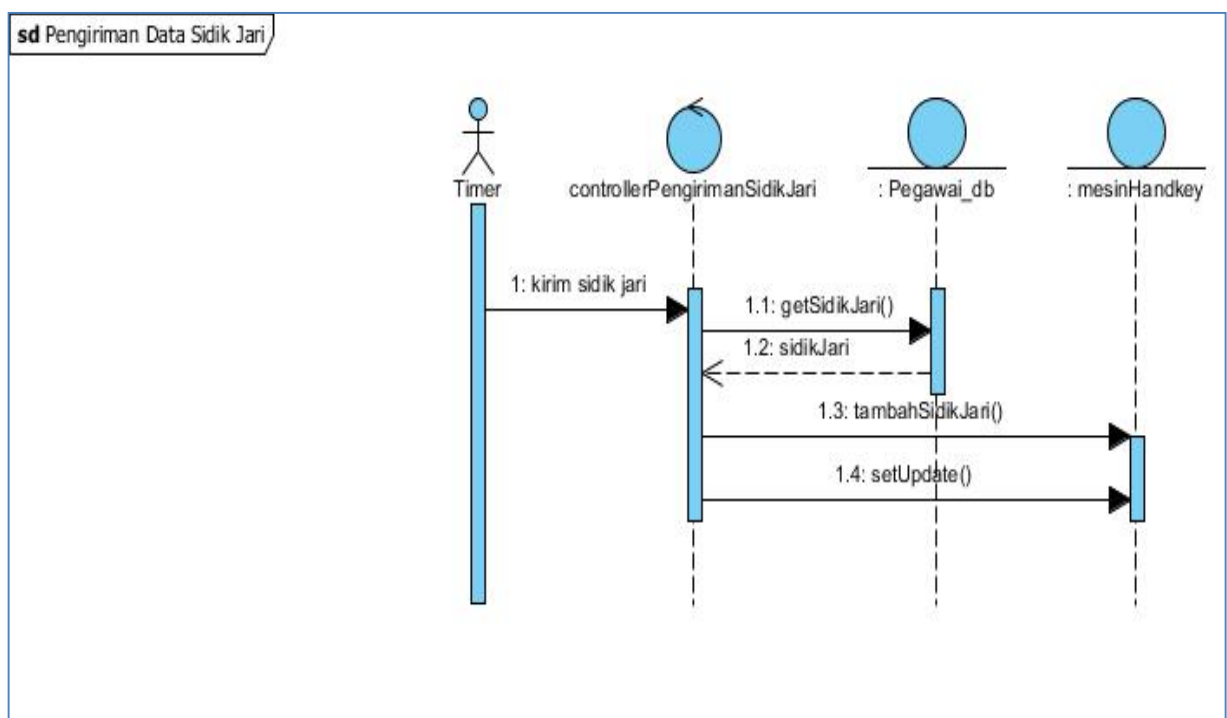 sd Pengiriman Data Sidik Jari
Timer
controllerPengirimanSidikJari
: Pegawai_db
: mesinHandkey
1: kirim sidik jari
1.1: getSidikJari()
1.2: sidikJari
1.3: tambahSidikJari()
1.4: setUpdate()